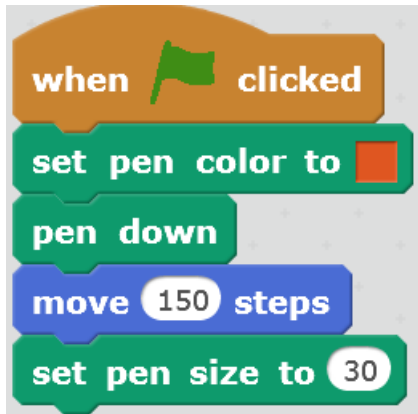 when clicked
set pen color to
pen down
move 150 steps
set pen size to 30